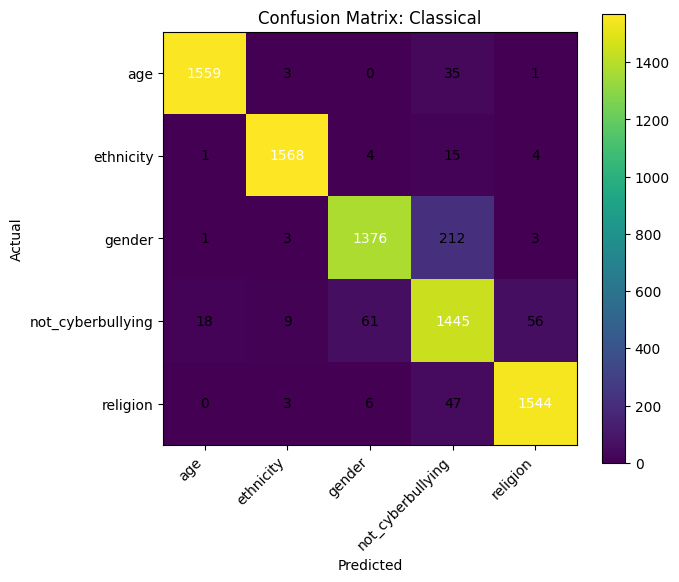 Confusion Matrix: Classical
age 1559 3 0 35 1
ethnicity 1 1568 4 15 4
gender 1 3 1376 212 3
not_cyberbullying 18 9 61 1445 56
religion 0 3 6 47 1544
age ethnicity gender not_cyberbullying religion
Predicted
Actual
1400
1200
1000
800
600
400
200
0